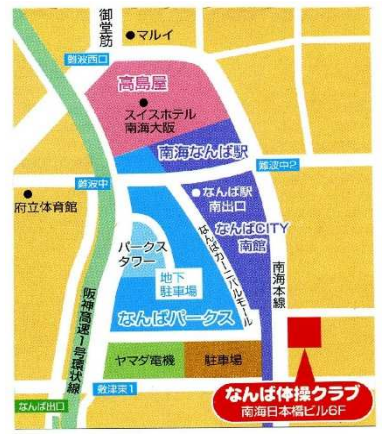 御堂筋
●マルイ
難波西口
高島屋
スイスホテル
南海大阪
南海なんば駅
難波中2
難波中
なんば駅
南出口
府立体育館
なんばCITY
南館
パークス
タワー
なんばカーニバルモール
南海本線
地下
駐車場
阪神高速1号環状線
なんばパークス
ヤマダ電機
駐車場
敷津東1
なんば出口
なんば体操クラブ
南海日本橋ビル6F